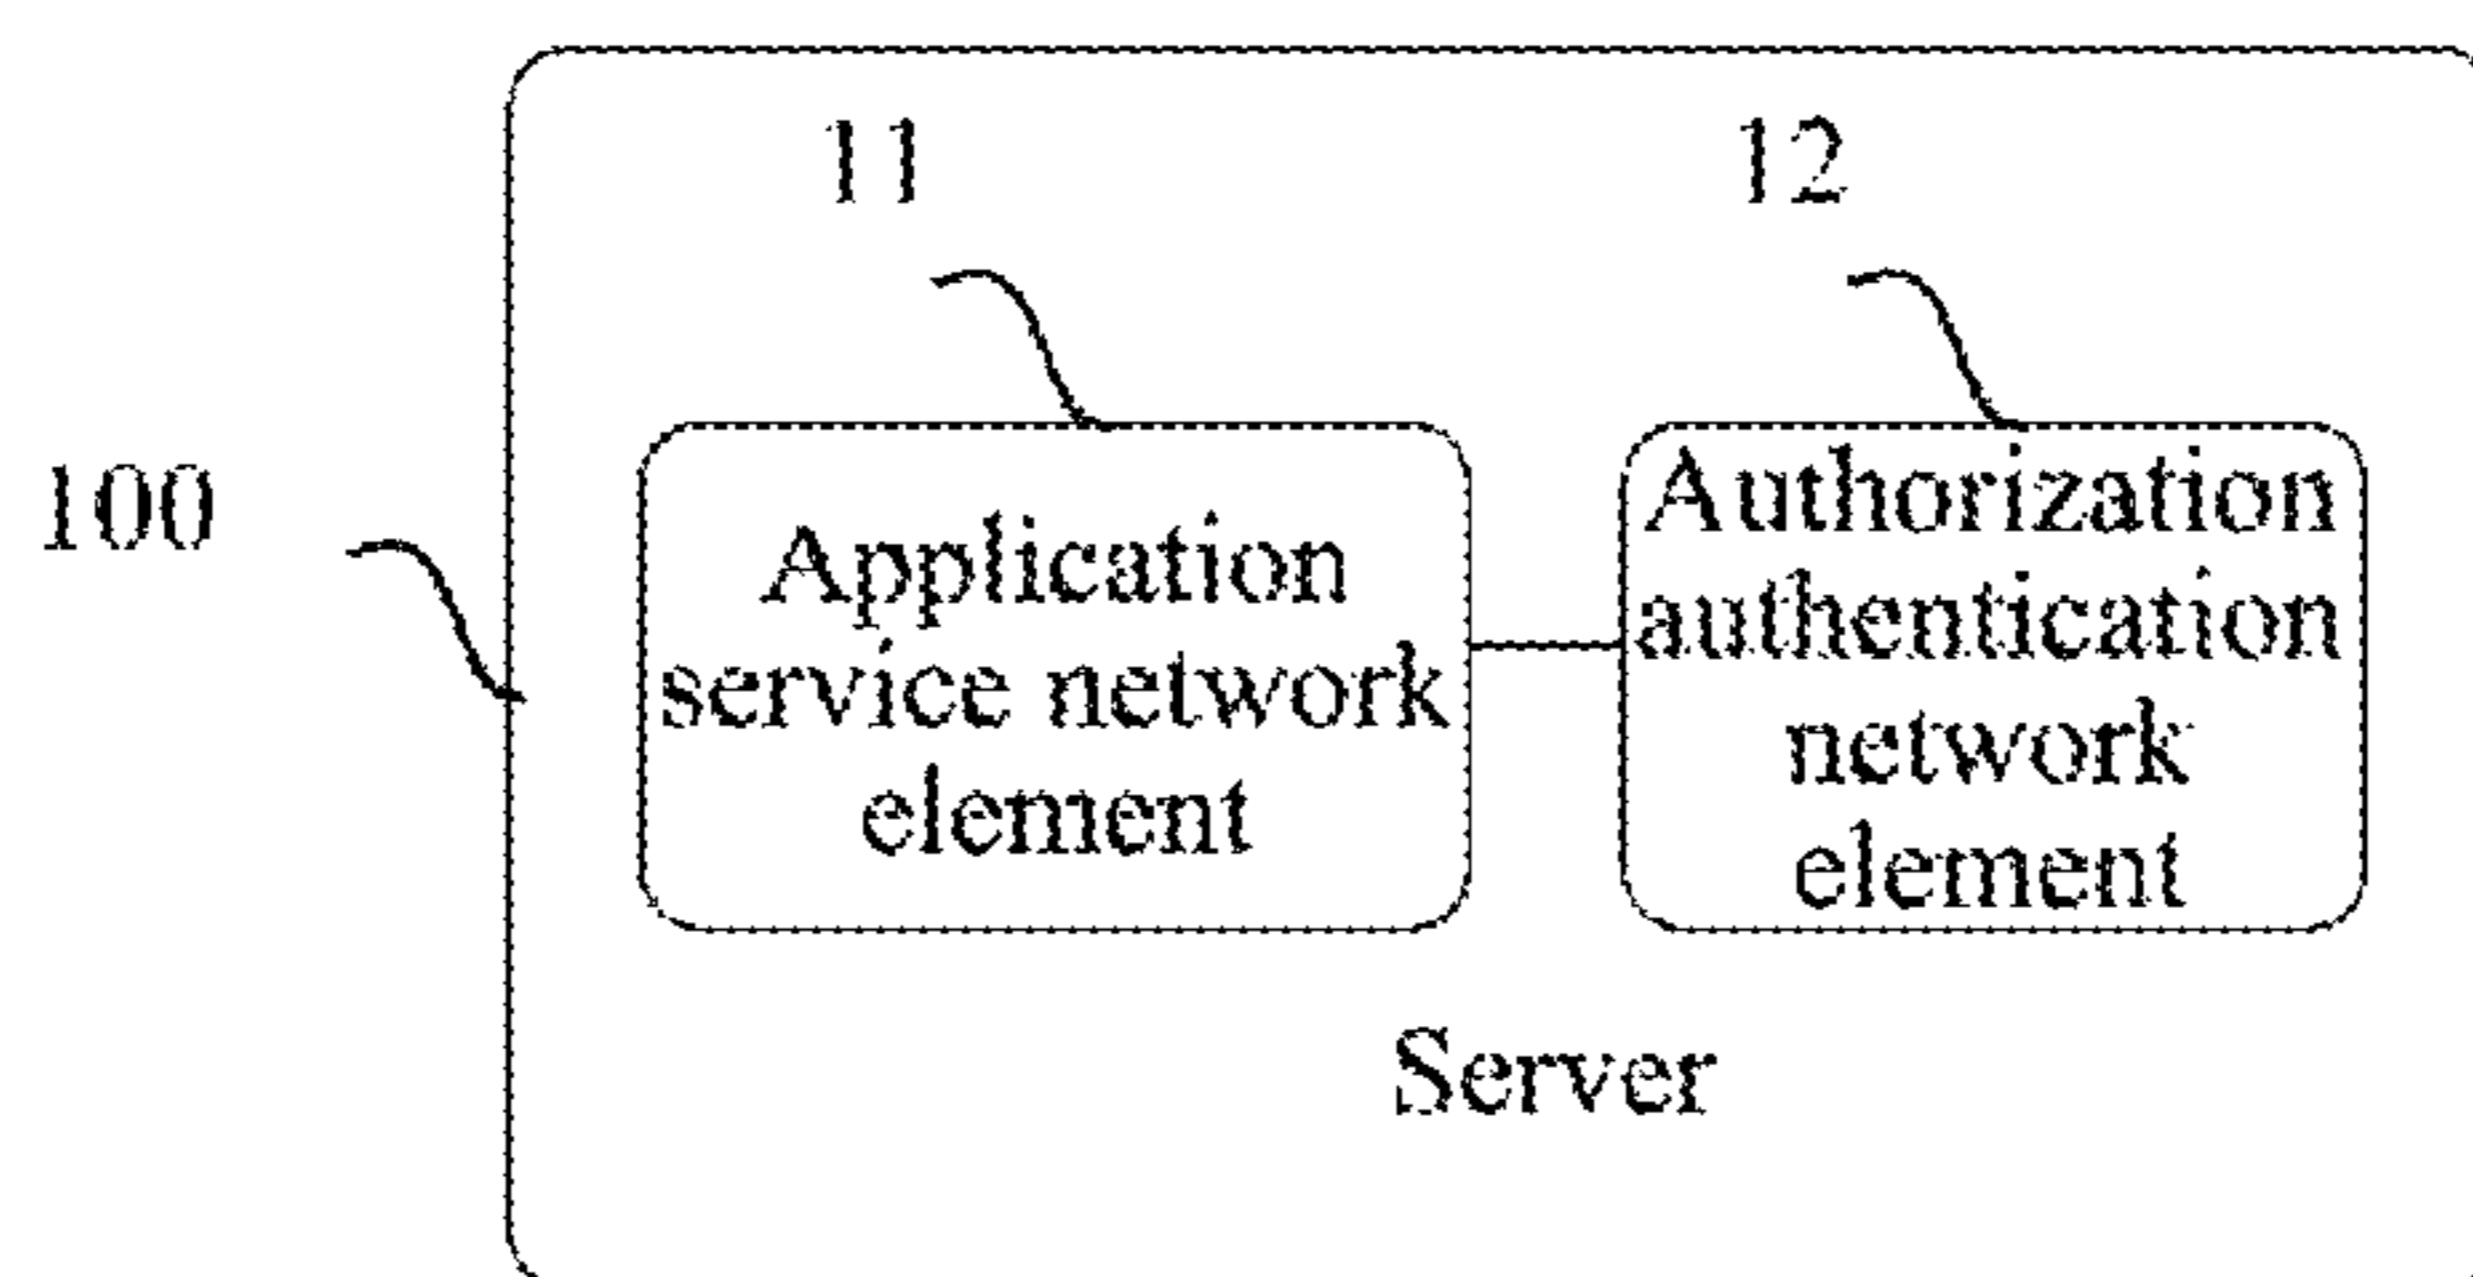 11
12
100
Application
service network
element
Authorization
authentication
network
element
Server